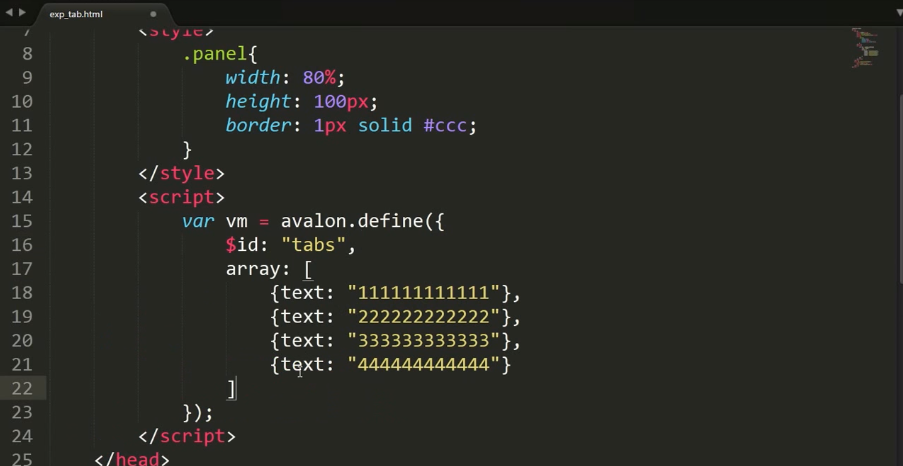 exp_tab.html
7 <style>
8 .panel{
9 width: 80%;
10 height: 100px;
11 border: 1px solid #ccc;
12 }
13 </style>
14 <script>
15 var vm = avalon.define({
16 $id: "tabs",
17 array: [
18 {text: "111111111111"},
19 {text: "222222222222"},
20 {text: "333333333333"},
21 {text: "444444444444"}
22 ]
23 });
24 </script>
25 </head>